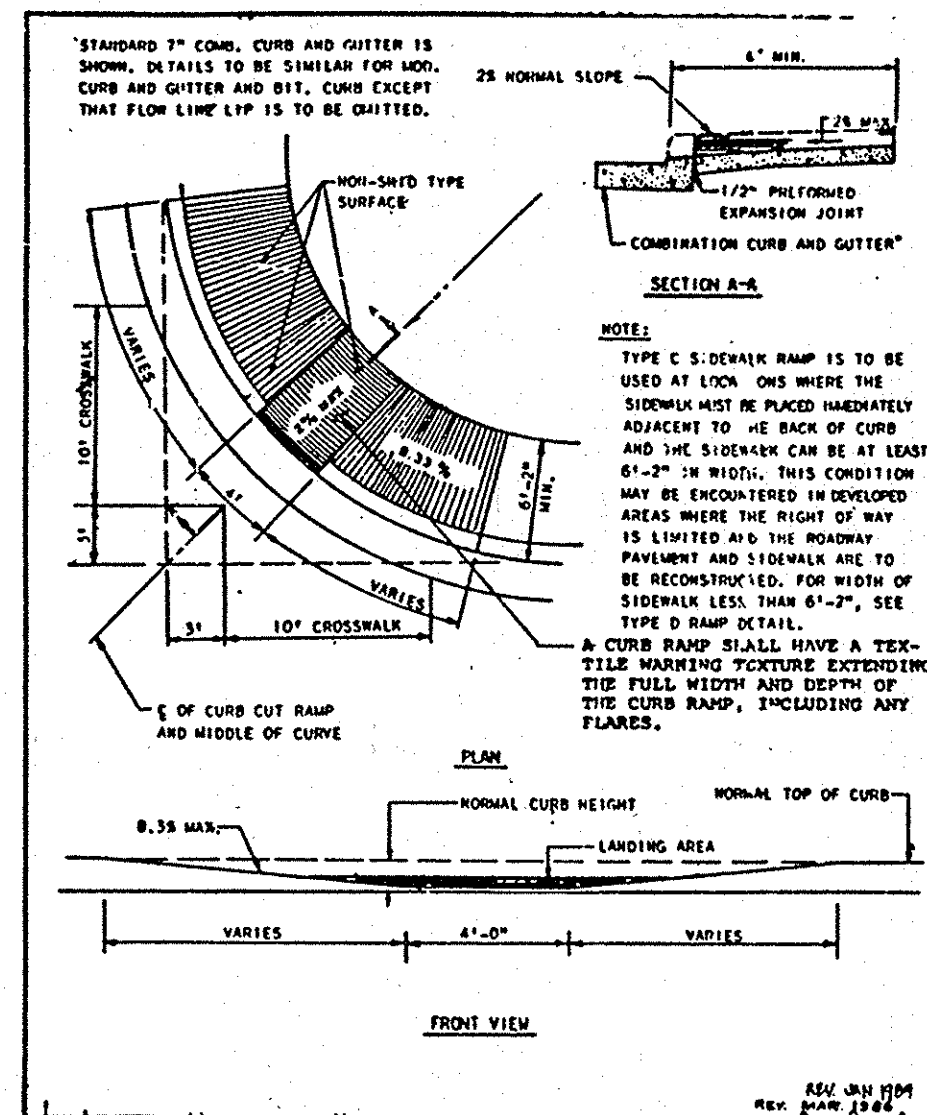 *STANDARD 7" COMB. CURB AND GUTTER IS
SHOWN. DETAILS TO BE SIMILAR FOR MOD.
CURB AND GUTTER AND BIT. CURB EXCEPT
THAT FLOW LINE LIP IS TO BE OMITTED.
2% NORMAL SLOPE
6' MIN.
2% MAX
1/2" PREFORMED
EXPANSION JOINT
COMBINATION CURB AND GUTTER*
SECTION A-A
NON-SKID TYPE
SURFACE
A
2% MAX
8.33 %
6'-2"
MIN.
VARIES
10' CROSSWALK
3'
4'
VARIES
3'
10' CROSSWALK
℄ OF CURB CUT RAMP
AND MIDDLE OF CURVE
NOTE:
TYPE C SIDEWALK RAMP IS TO BE
USED AT LOCA ONS WHERE THE
SIDEWALK MUST BE PLACED IMMEDIATELY
ADJACENT TO HE BACK OF CURB
AND THE SIDEWALK CAN BE AT LEAST
6'-2" IN WIDTH. THIS CONDITION
MAY BE ENCOUNTERED IN DEVELOPED
AREAS WHERE THE RIGHT OF WAY
IS LIMITED AND THE ROADWAY
PAVEMENT AND SIDEWALK ARE TO
BE RECONSTRUCTED. FOR WIDTH OF
SIDEWALK LESS THAN 6'-2", SEE
TYPE D RAMP DETAIL.
A CURB RAMP SHALL HAVE A TEX-
TILE WARNING TEXTURE EXTENDING
THE FULL WIDTH AND DEPTH OF
THE CURB RAMP, INCLUDING ANY
FLARES.
PLAN
8.3% MAX.
NORMAL CURB HEIGHT
NORMAL TOP OF CURB
LANDING AREA
VARIES
4'-0"
VARIES
FRONT VIEW
REV. JAN 1989
REV. MAR. 1986